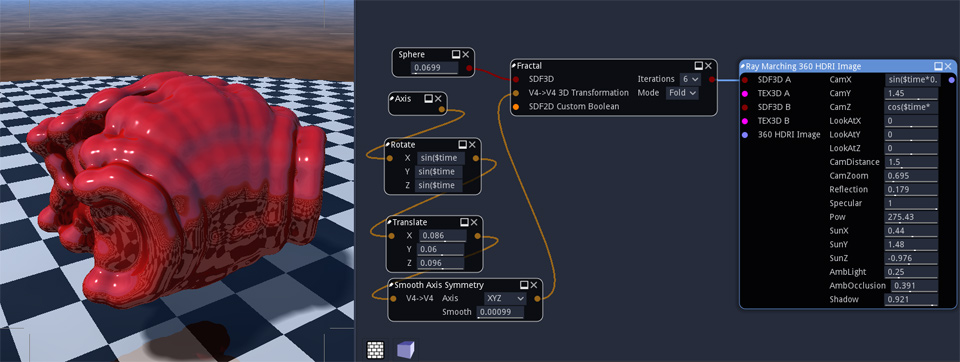 Sphere
0.0699
Axis
Rotate
X sin($time
Y sin($time
Z sin($time
Translate
X 0.086
Y 0.06
Z 0.096
Smooth Axis Symmetry
V4->V4 Axis XYZ
Smooth 0.00099
Fractal
SDF3D Iterations 6
V4->V4 3D Transformation Mode Fold
SDF2D Custom Boolean
Ray Marching 360 HDRI Image
SDF3D A CamX sin($time*0.
TEX3D A CamY 1.45
SDF3D B CamZ cos($time*
TEX3D B LookAtX 0
360 HDRI Image LookAtY 0
LookAtZ 0
CamDistance 1.5
CamZoom 0.695
Reflection 0.179
Specular 1
Pow 275.43
SunX 0.44
SunY 1.48
SunZ -0.976
AmbLight 0.25
AmbOcclusion 0.391
Shadow 0.921